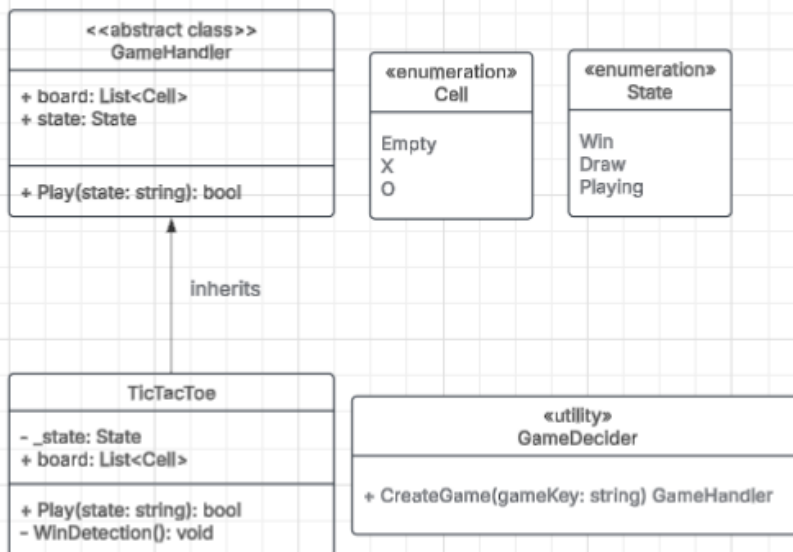 <<abstract class>>
GameHandler
+ board: List<Cell>
+ state: State
+ Play(state: string): bool
«enumeration»
Cell
Empty
X
O
«enumeration»
State
Win
Draw
Playing
inherits
TicTacToe
- _state: State
+ board: List<Cell>
+ Play(state: string): bool
- WinDetection(): void
«utility»
GameDecider
+ CreateGame(gameKey: string) GameHandler